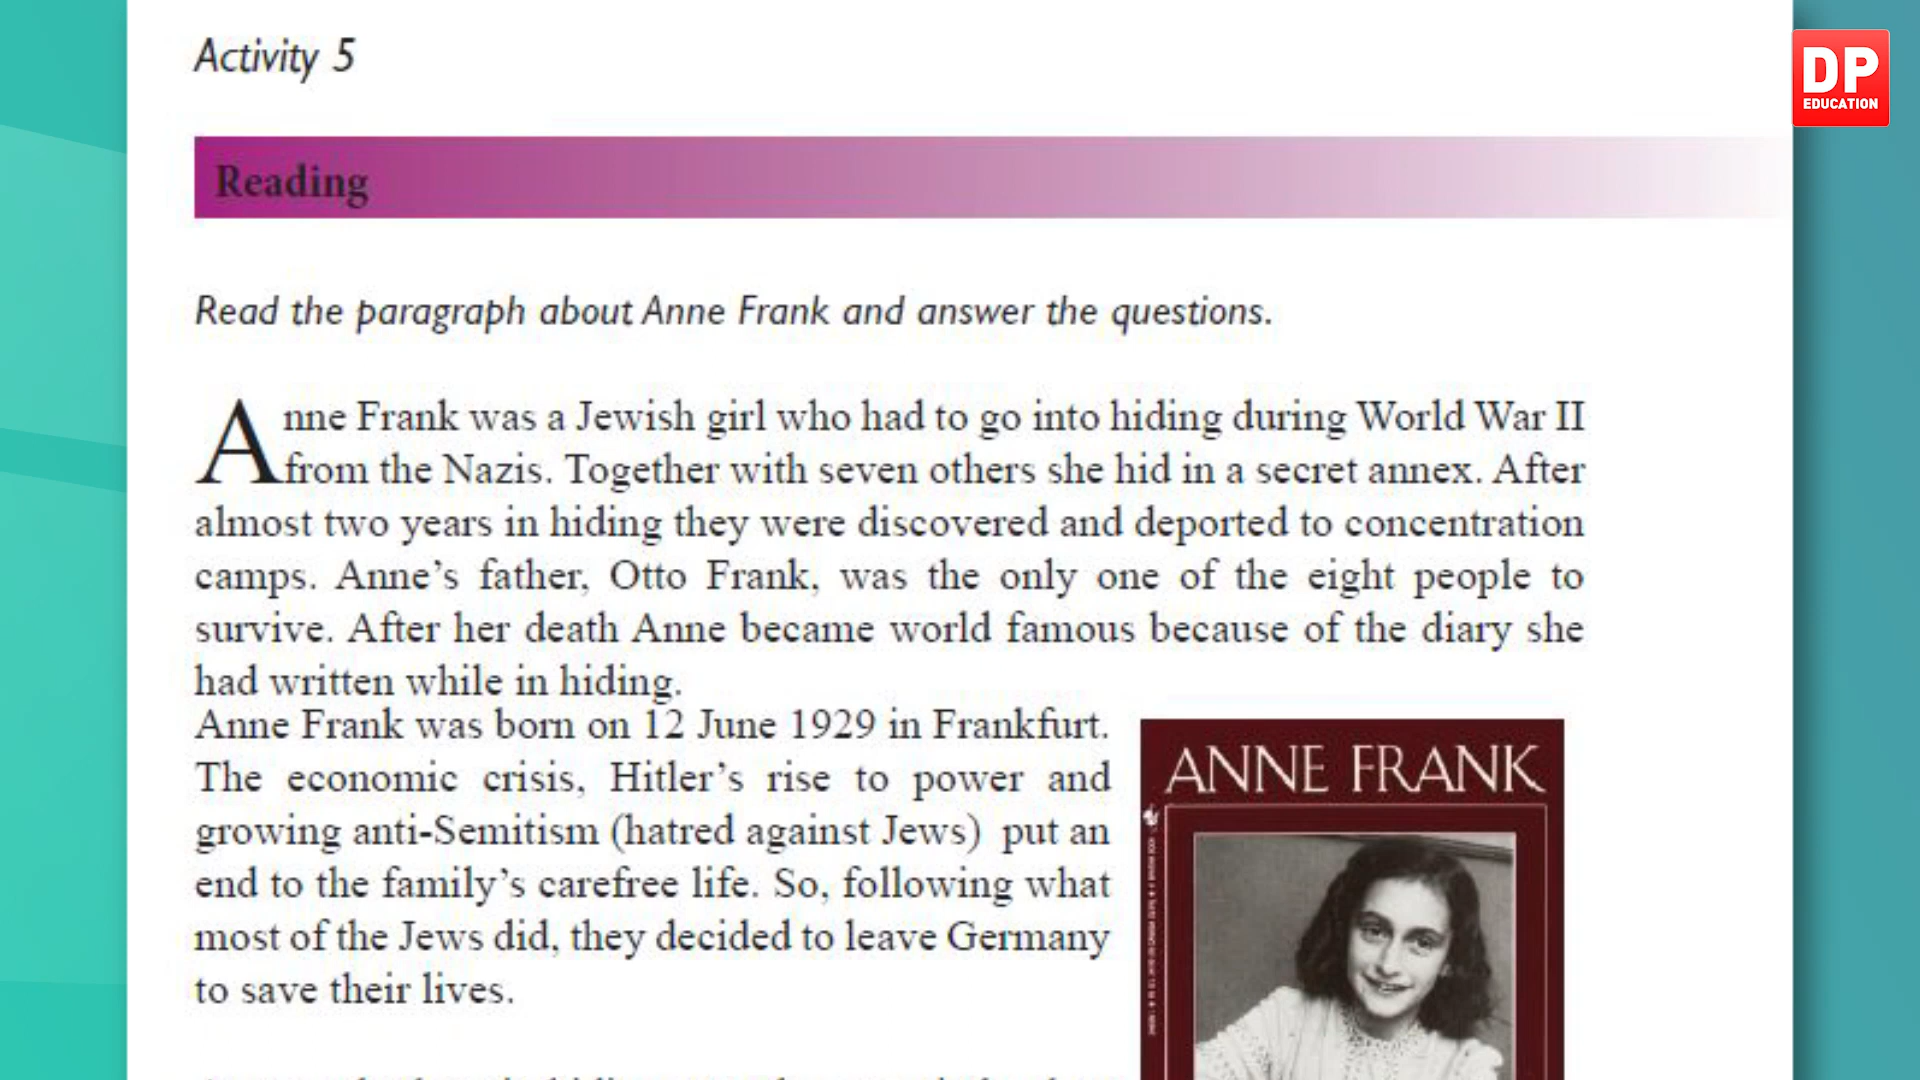 Activity 5
DP
EDUCATION
Reading
Read the paragraph about Anne Frank and answer the questions.
Anne Frank was a Jewish girl who had to go into hiding during World War II
from the Nazis. Together with seven others she hid in a secret annex. After
almost two years in hiding they were discovered and deported to concentration
camps. Anne’s father, Otto Frank, was the only one of the eight people to
survive. After her death Anne became world famous because of the diary she
had written while in hiding.
Anne Frank was born on 12 June 1929 in Frankfurt.
The economic crisis, Hitler’s rise to power and
growing anti-Semitism (hatred against Jews) put an
end to the family’s carefree life. So, following what
most of the Jews did, they decided to leave Germany
to save their lives.
ANNE FRANK